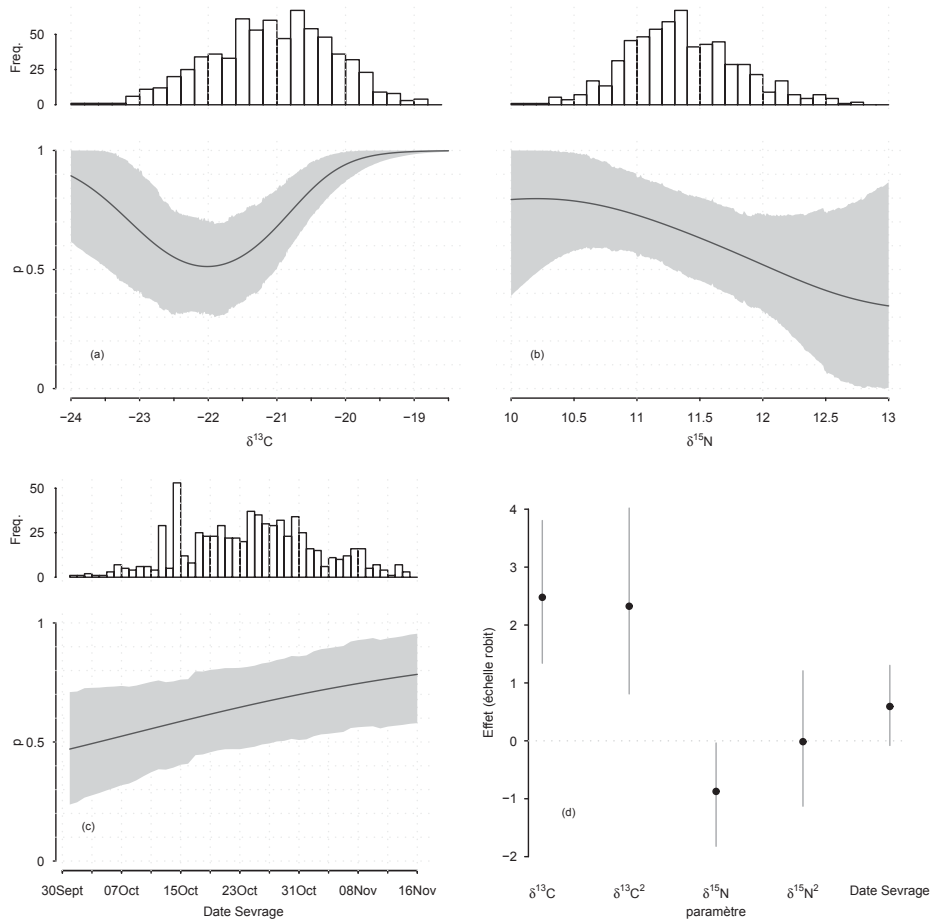 Freq.
50
25
0
p
1
0.5
0
(a)
−24 −23 −22 −21 −20 −19
δ¹³C
50
25
0
(b)
10 10.5 11 11.5 12 12.5 13
δ¹⁵N
Freq.
50
25
0
p
1
0.5
0
(c)
30Sept 07Oct 15Oct 23Oct 31Oct 08Nov 16Nov
Date Sevrage
Effet (échelle robit)
4
3
2
1
0
−1
−2
(d)
δ¹³C δ¹³C² δ¹⁵N δ¹⁵N² Date Sevrage
paramètre